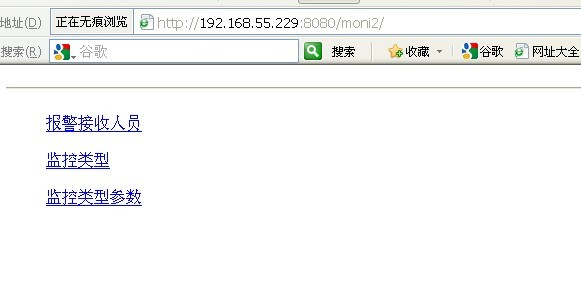 地址(D) 正在无痕浏览 http://192.168.55.229:8080/moni2/
搜索(R) 谷歌 搜索 收藏 谷歌 网址大全
报警接收人员
监控类型
监控类型参数